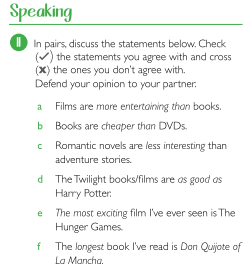 Speaking
11 In pairs, discuss the statements below. Check
(✓) the statements you agree with and cross
(✗) the ones you don't agree with.
Defend your opinion to your partner.
a Films are more entertaining than books.
b Books are cheaper than DVDs.
c Romantic novels are less interesting than
adventure stories.
d The Twilight books/films are as good as
Harry Potter.
e The most exciting film I've ever seen is The
Hunger Games.
f The longest book I've read is Don Quijote of
La Mancha.